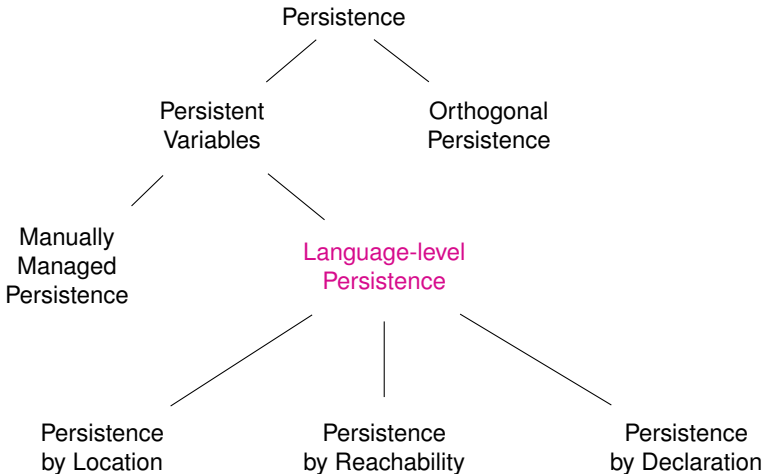 Persistence
Persistent
Variables
Orthogonal
Persistence
Manually
Managed
Persistence
Language-level
Persistence
Persistence
by Location
Persistence
by Reachability
Persistence
by Declaration